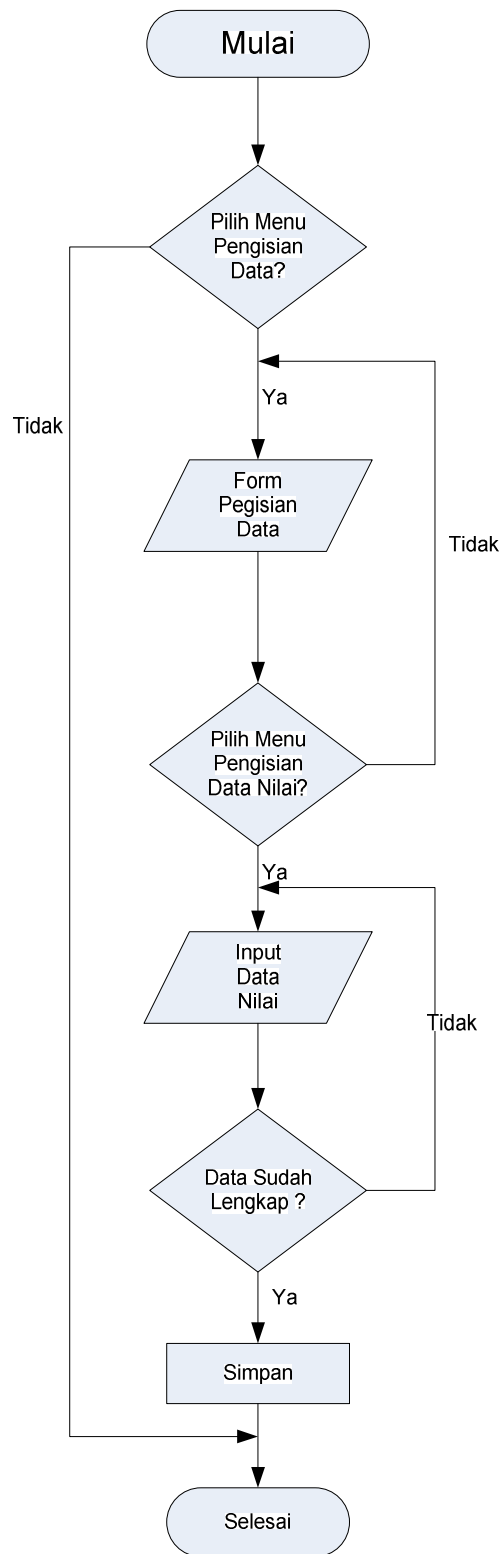 Mulai
Pilih Menu
Pengisian
Data?
Ya
Tidak
Form
Pegisian
Data
Tidak
Pilih Menu
Pengisian
Data Nilai?
Ya
Input
Data
Nilai
Tidak
Data Sudah
Lengkap ?
Ya
Simpan
Selesai